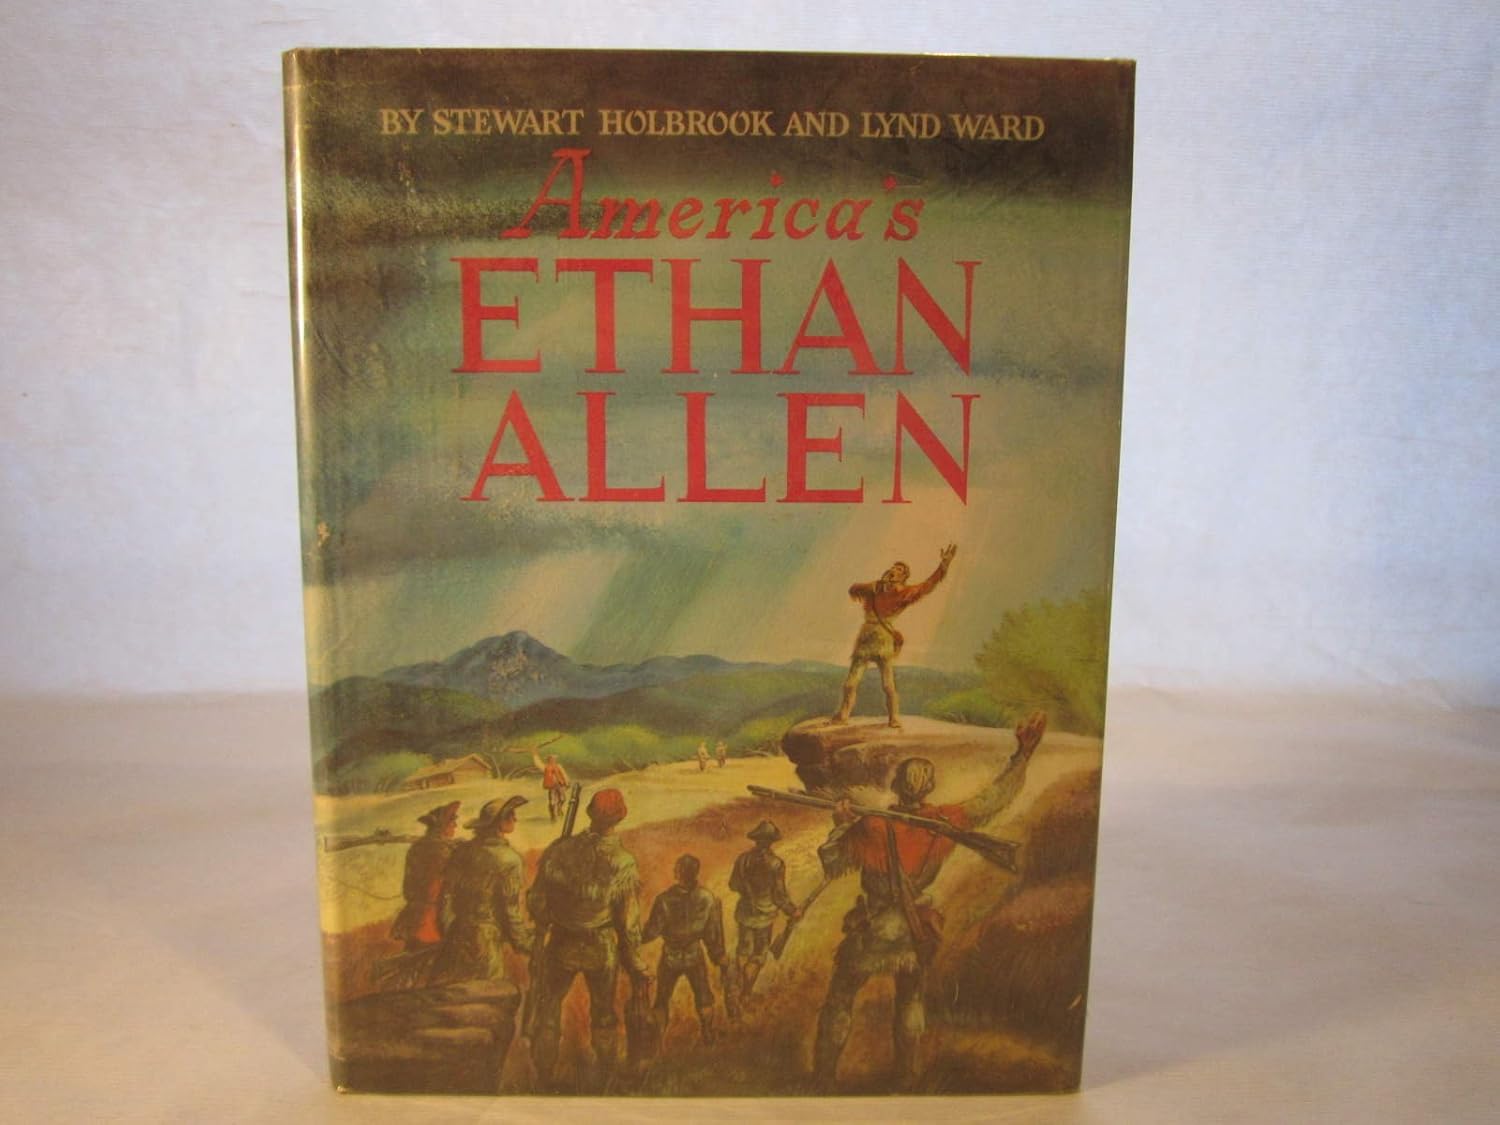 BY STEWART HOLBROOK AND LYND WARD
America's
ETHAN
ALLEN